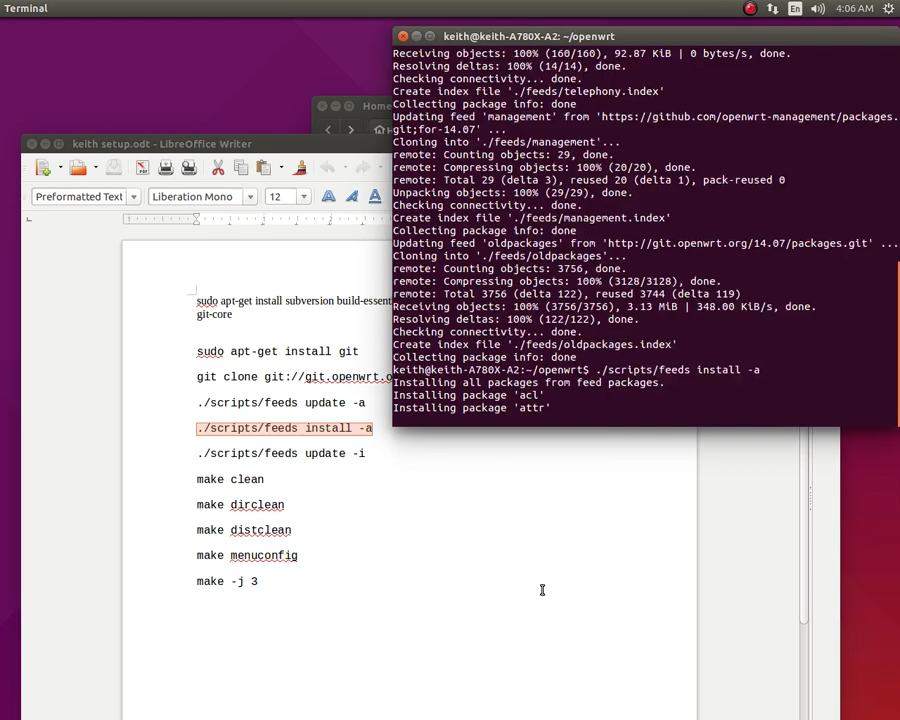 Terminal
En
4:06 AM
keith@keith-A780X-A2: ~/openwrt
Receiving objects: 100% (160/160), 92.87 KiB | 0 bytes/s, done.
Resolving deltas: 100% (14/14), done.
Checking connectivity... done.
Create index file './feeds/telephony.index'
Collecting package info: done
Updating feed 'management' from 'https://github.com/openwrt-management/packages.
git;for-14.07' ...
Cloning into './feeds/management'...
remote: Counting objects: 29, done.
remote: Compressing objects: 100% (20/20), done.
remote: Total 29 (delta 3), reused 20 (delta 1), pack-reused 0
Unpacking objects: 100% (29/29), done.
Checking connectivity... done.
Create index file './feeds/management.index'
Collecting package info: done
Updating feed 'oldpackages' from 'http://git.openwrt.org/14.07/packages.git' ...
Cloning into './feeds/oldpackages'...
remote: Counting objects: 3756, done.
remote: Compressing objects: 100% (3128/3128), done.
remote: Total 3756 (delta 122), reused 3744 (delta 119)
Receiving objects: 100% (3756/3756), 3.13 MiB | 348.00 KiB/s, done.
Resolving deltas: 100% (122/122), done.
Checking connectivity... done.
Create index file './feeds/oldpackages.index'
Collecting package info: done
keith@keith-A780X-A2:~/openwrt$ ./scripts/feeds install -a
Installing all packages from feed packages.
Installing package 'acl'
Installing package 'attr'
Home
keith setup.odt - LibreOffice Writer
Preformatted Text
Liberation Mono
12
sudo apt-get install subversion build-essent
git-core
sudo apt-get install git
git clone git://git.openwrt.o
./scripts/feeds update -a
./scripts/feeds install -a
./scripts/feeds update -i
make clean
make dirclean
make distclean
make menuconfig
make -j 3